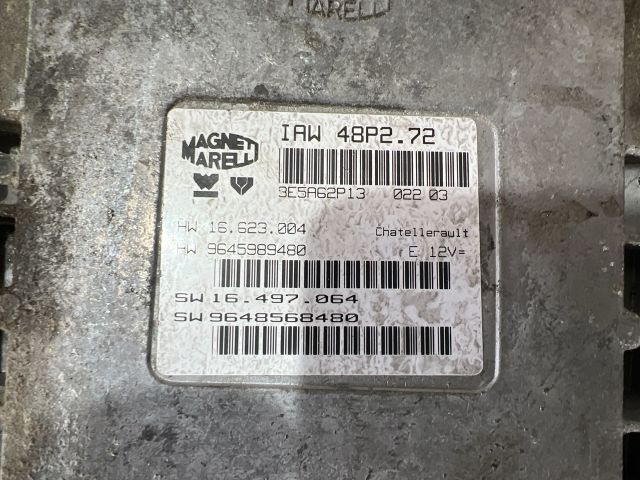 MARELLI
IAW 48P2.72
MAGNETI
MARELLI
3E5A62P13 022 03
HW 16.623.004 Chatellerault
HW 9645989480 E 12V=
SW 16.497.064
SW 9648568480